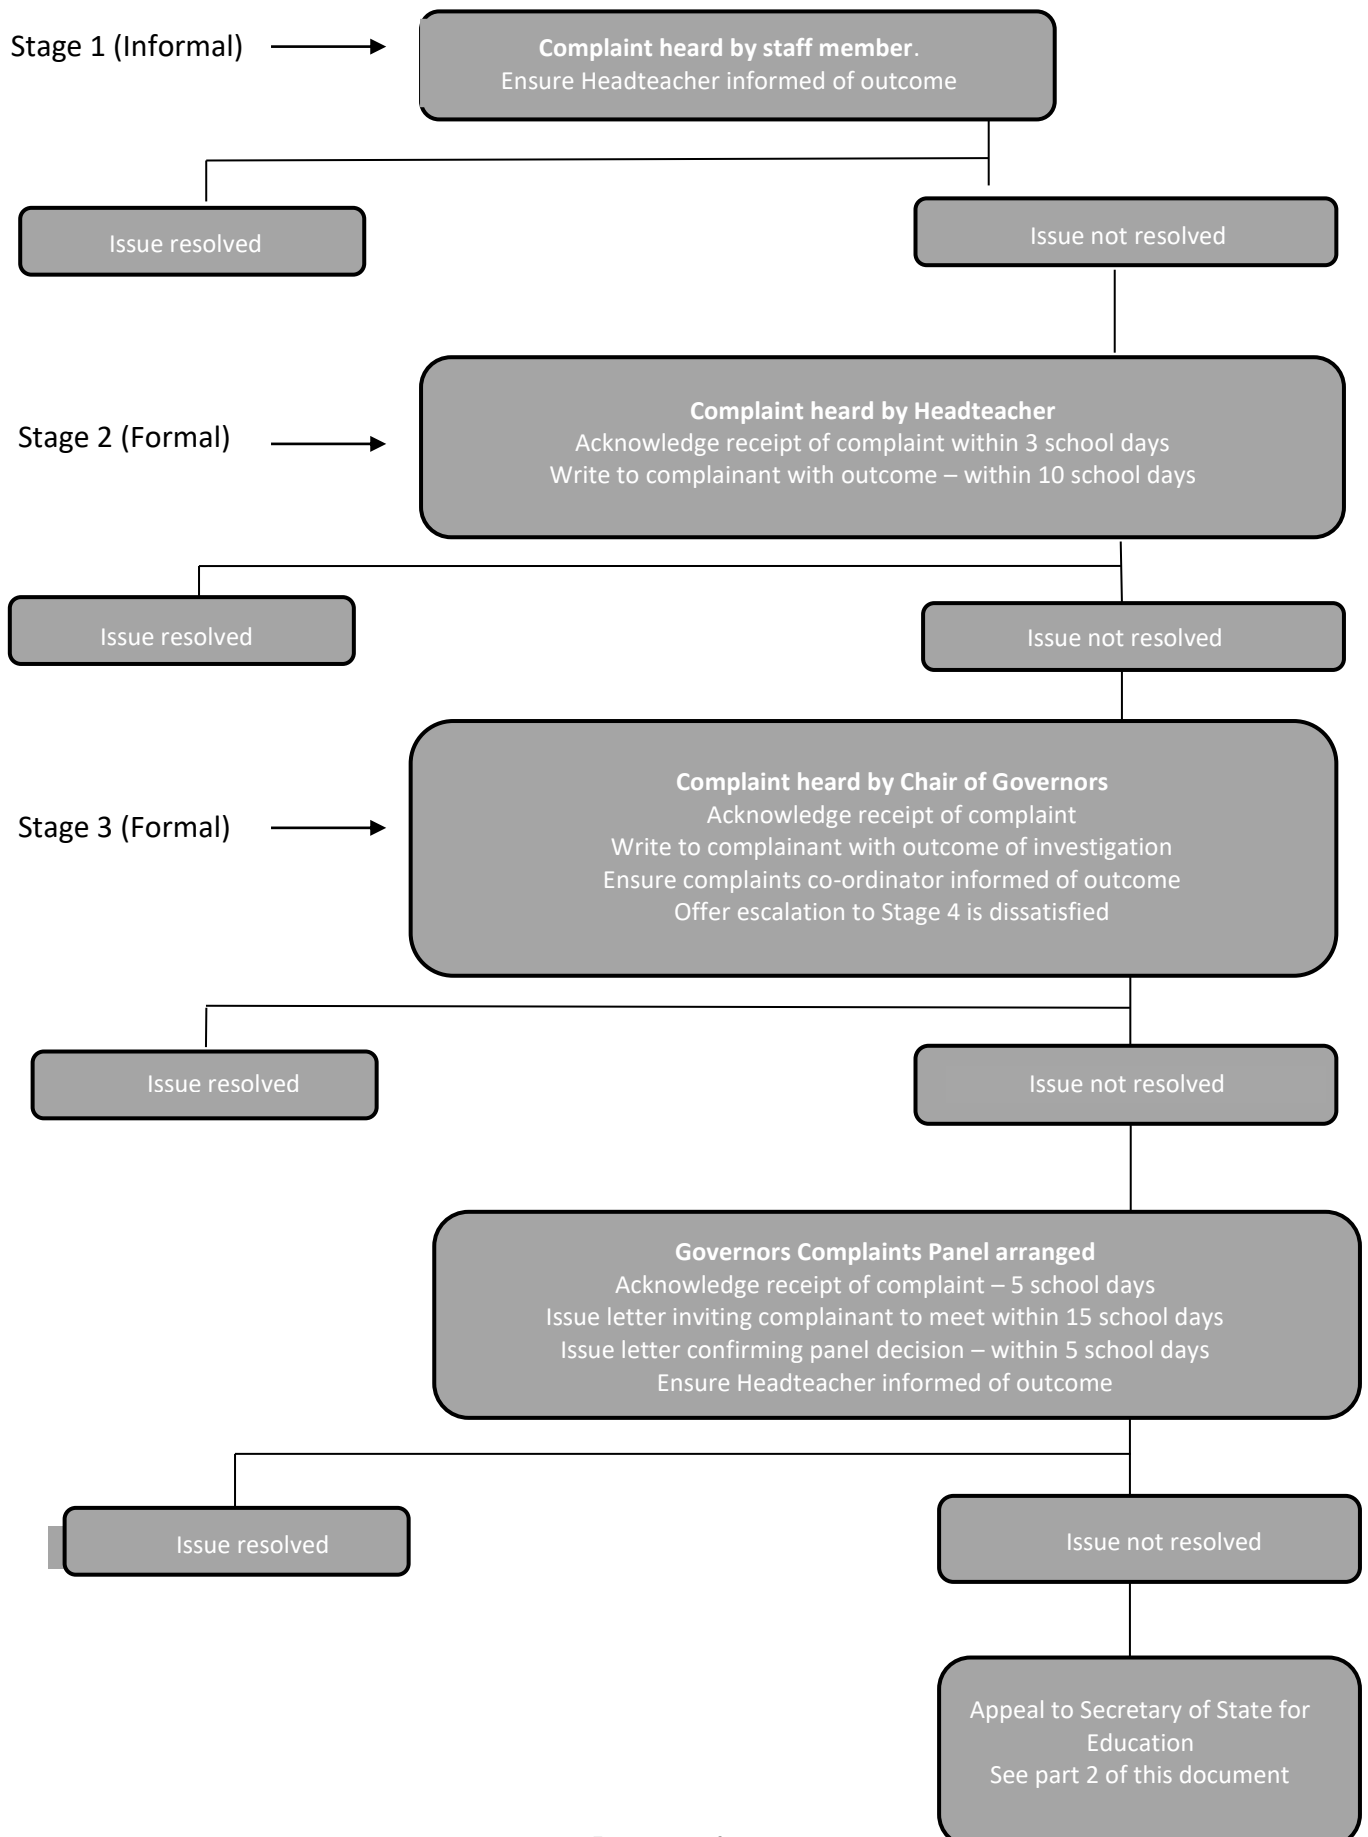 Stage 1 (Informal)
Complaint heard by staff member.
Ensure Headteacher informed of outcome
Issue resolved
Issue not resolved
Stage 2 (Formal)
Complaint heard by Headteacher
Acknowledge receipt of complaint within 3 school days
Write to complainant with outcome – within 10 school days
Issue resolved
Issue not resolved
Stage 3 (Formal)
Complaint heard by Chair of Governors
Acknowledge receipt of complaint
Write to complainant with outcome of investigation
Ensure complaints co-ordinator informed of outcome
Offer escalation to Stage 4 is dissatisfied
Issue resolved
Issue not resolved
Governors Complaints Panel arranged
Acknowledge receipt of complaint – 5 school days
Issue letter inviting complainant to meet within 15 school days
Issue letter confirming panel decision – within 5 school days
Ensure Headteacher informed of outcome
Issue resolved
Issue not resolved
Appeal to Secretary of State for
Education
See part 2 of this document